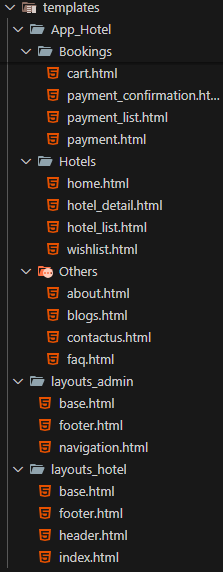 templates
App_Hotel
Bookings
cart.html
payment_confirmation.ht...
payment_list.html
payment.html
Hotels
home.html
hotel_detail.html
hotel_list.html
wishlist.html
Others
about.html
blogs.html
contactus.html
faq.html
layouts_admin
base.html
footer.html
navigation.html
layouts_hotel
base.html
footer.html
header.html
index.html